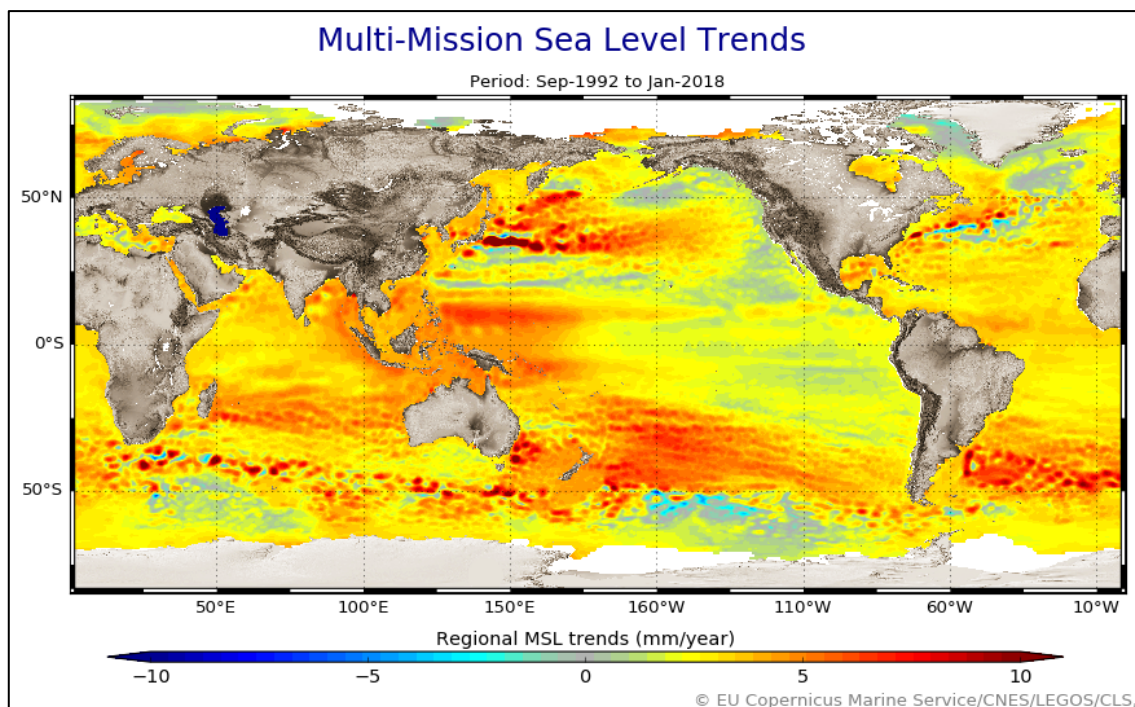 Multi-Mission Sea Level Trends
Period: Sep-1992 to Jan-2018
50°N
0°S
50°S
50°E 100°E 150°E 160°W 110°W 60°W 10°W
Regional MSL trends (mm/year)
−10 −5 0 5 10
© EU Copernicus Marine Service/CNES/LEGOS/CLS,